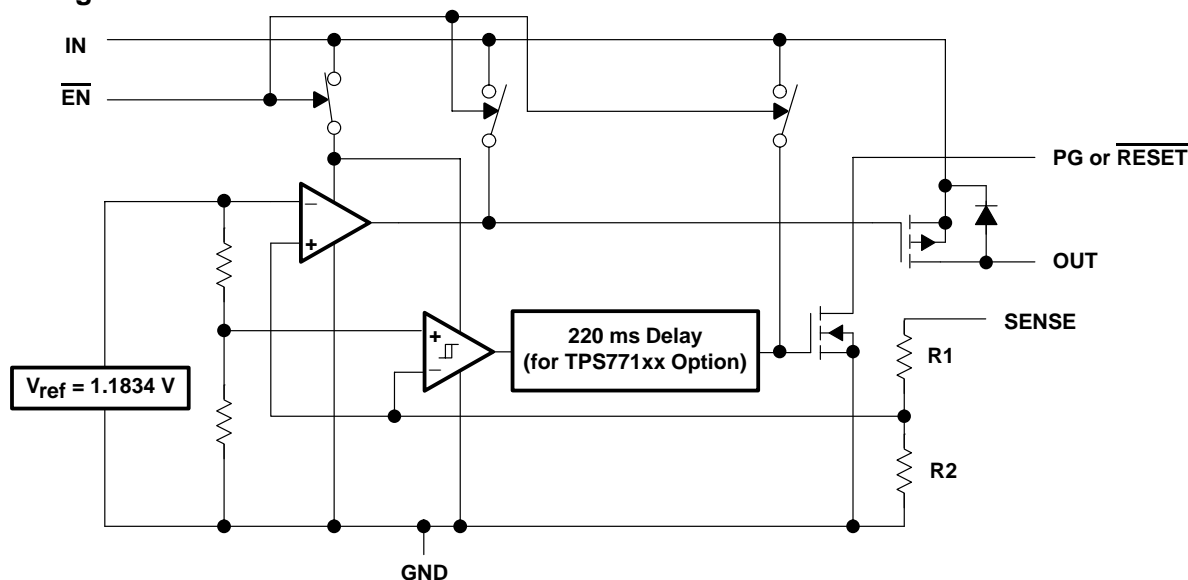 IN
EN
PG or RESET
OUT
SENSE
R1
220 ms Delay
(for TPS771xx Option)
Vref = 1.1834 V
R2
GND
−
+
+
−